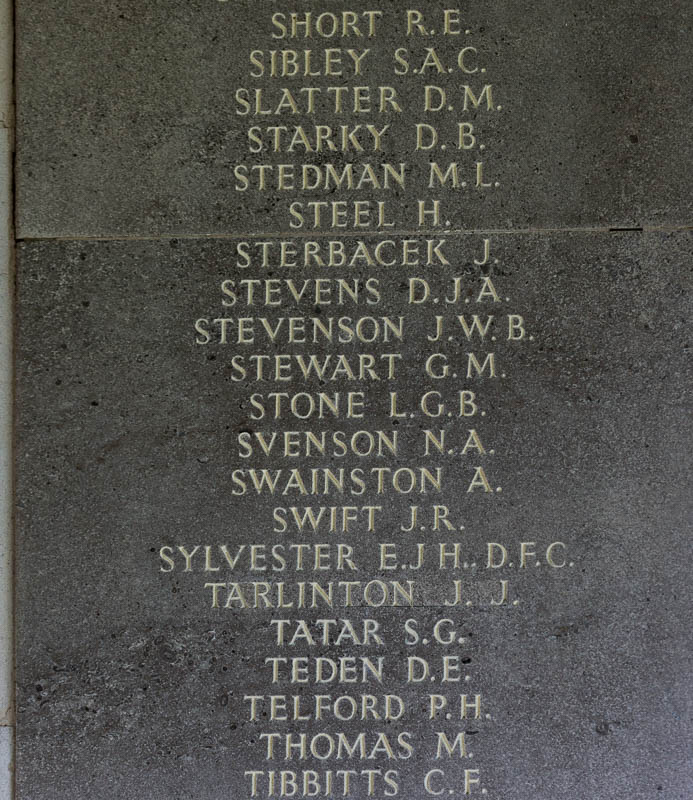 SHORT R.E.
SIBLEY S.A.C.
SLATTER D.M.
STARKY D.B.
STEDMAN M.L.
STEEL H.
STERBACEK J.
STEVENS D.J.A.
STEVENSON J.W.B.
STEWART G.M.
STONE L.G.B.
SVENSON N.A.
SWAINSTON A.
SWIFT J.R.
SYLVESTER E.J H.. D.F.C.
TARLINTON J. J.
TATAR S.G.
TEDEN D.E.
TELFORD P.H.
THOMAS M.
TIBBITTS C.F.